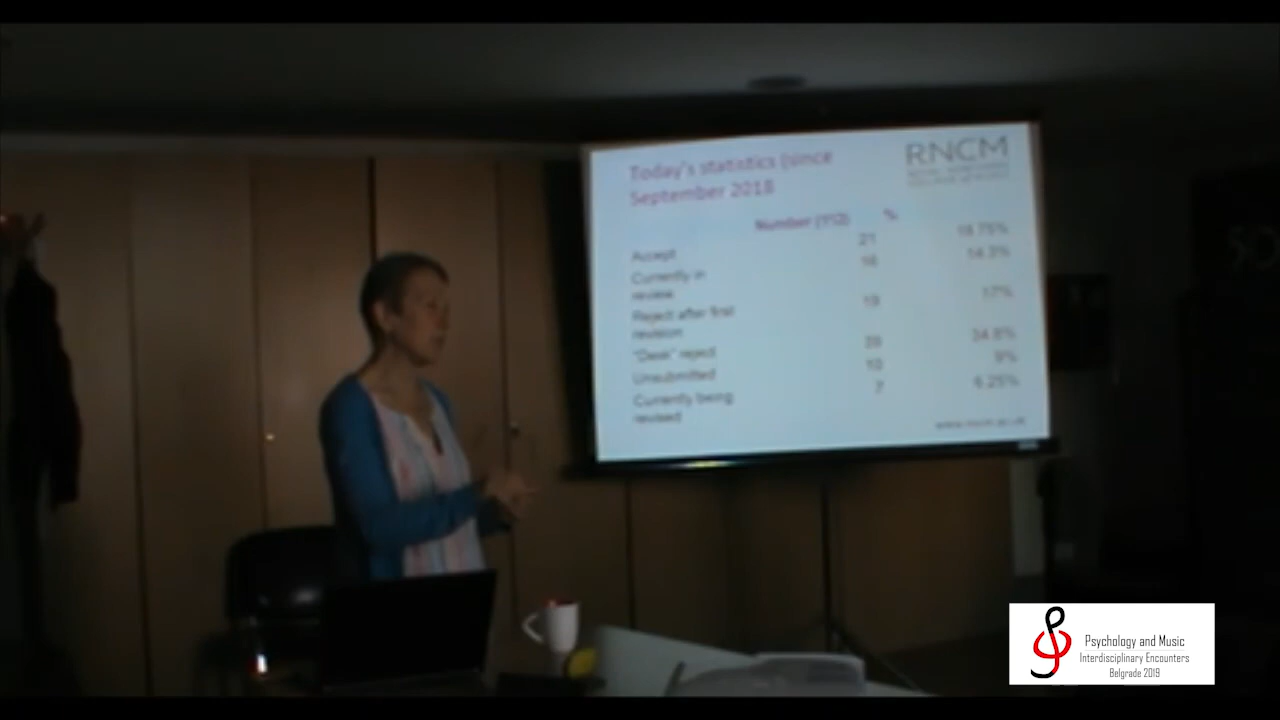 Today's statistics (since
September 2018
RNCM
Number (112) %
Accept 21 18.75%
Currently in
review 16 14.3%
Reject after first
revision 19 17%
"Desk" reject 24.8%
Unsubmitted 10 9%
Currently being
revised 7 6.25%
www.rncm.ac.uk
Psychology and Music
Interdisciplinary Encounters
Belgrade 2019